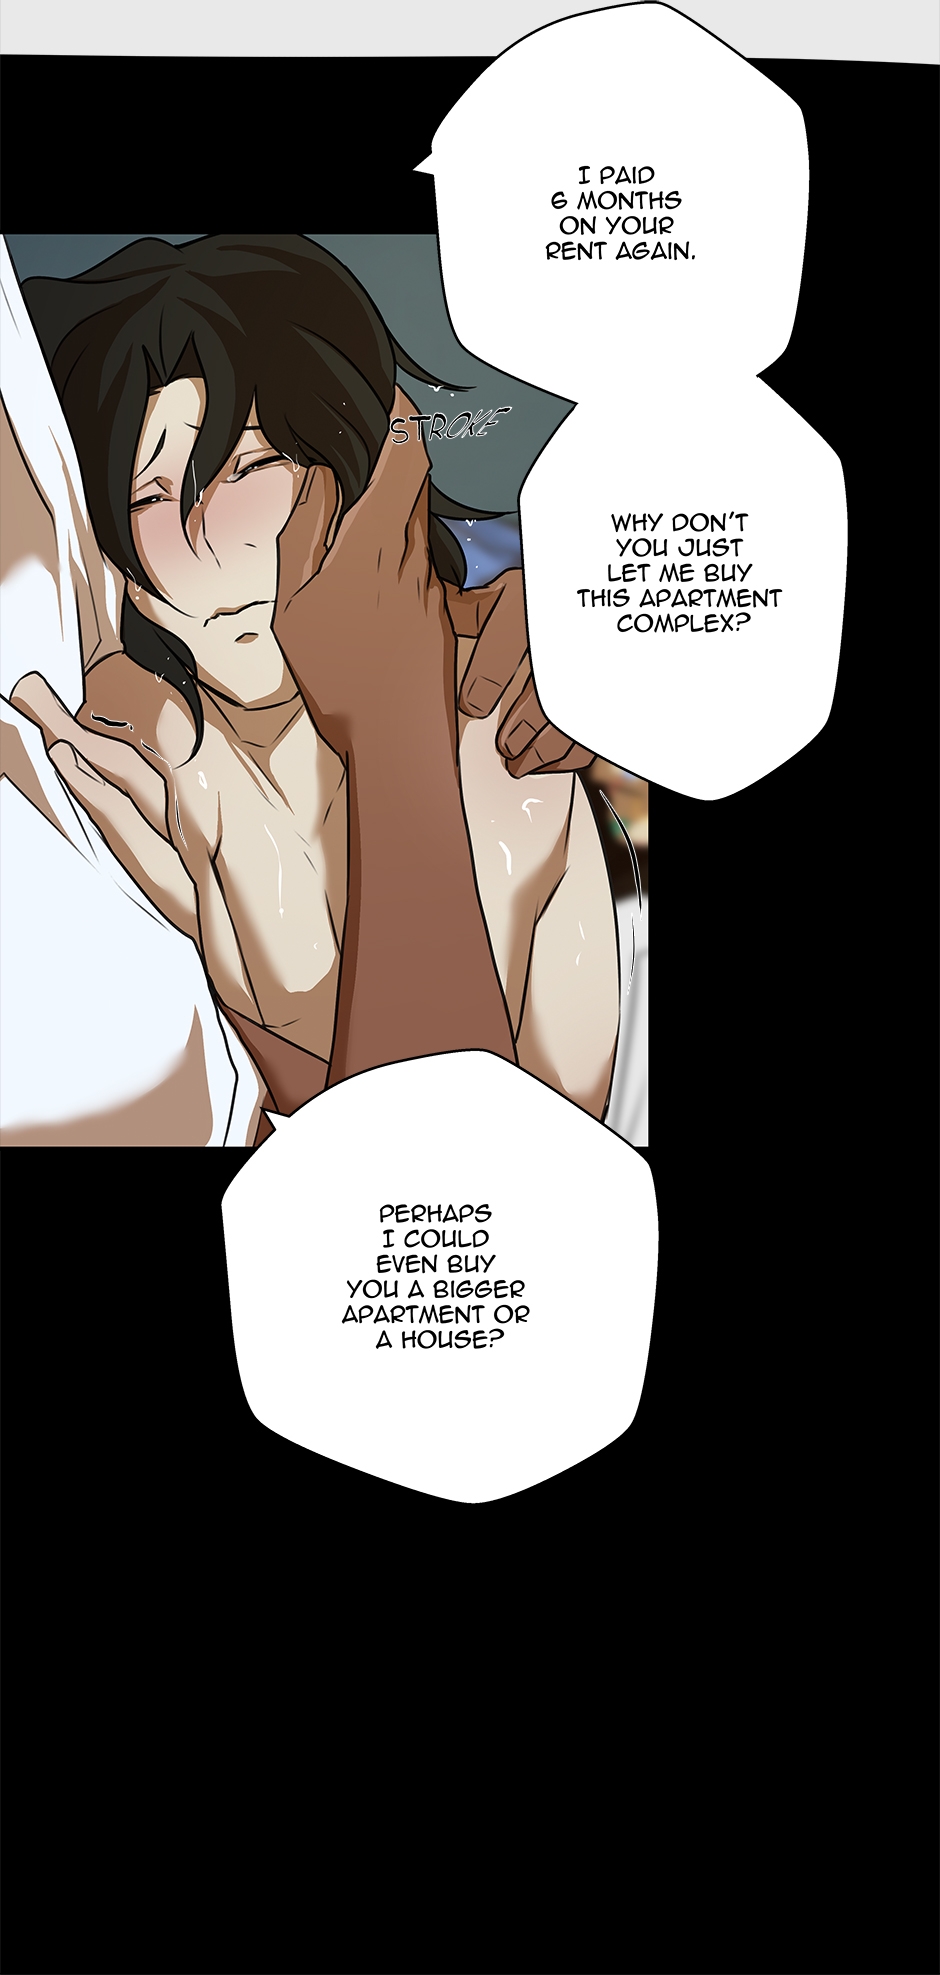 I PAID
6 MONTHS
ON YOUR
RENT AGAIN.
STROKE
WHY DON'T
YOU JUST
LET ME BUY
THIS APARTMENT
COMPLEX?
PERHAPS
I COULD
EVEN BUY
YOU A BIGGER
APARTMENT OR
A HOUSE?